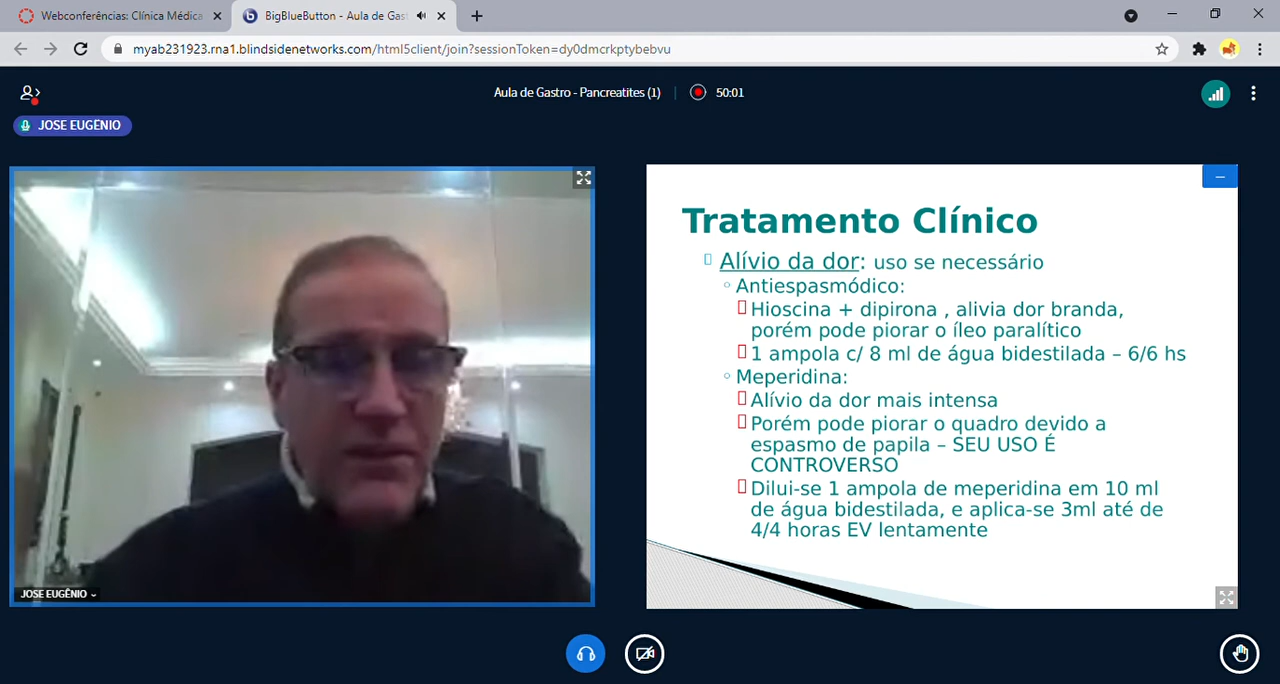 Webconferências: Clínica Médica
BigBlueButton - Aula de Gas
myab231923.rna1.blindsidenetworks.com/html5client/join?sessionToken=dy0dmcrkptybebvu
Aula de Gastro - Pancreatites (1)
50:01
JOSE EUGÊNIO
Tratamento Clínico
Alívio da dor: uso se necessário
Antiespasmódico:
Hioscina + dipirona , alivia dor branda,
porém pode piorar o íleo paralítico
1 ampola c/ 8 ml de água bidestilada – 6/6 hs
Meperidina:
Alívio da dor mais intensa
Porém pode piorar o quadro devido a
espasmo de papila – SEU USO É
CONTROVERSO
Dilui-se 1 ampola de meperidina em 10 ml
de água bidestilada, e aplica-se 3ml até de
4/4 horas EV lentamente
JOSE EUGÊNIO